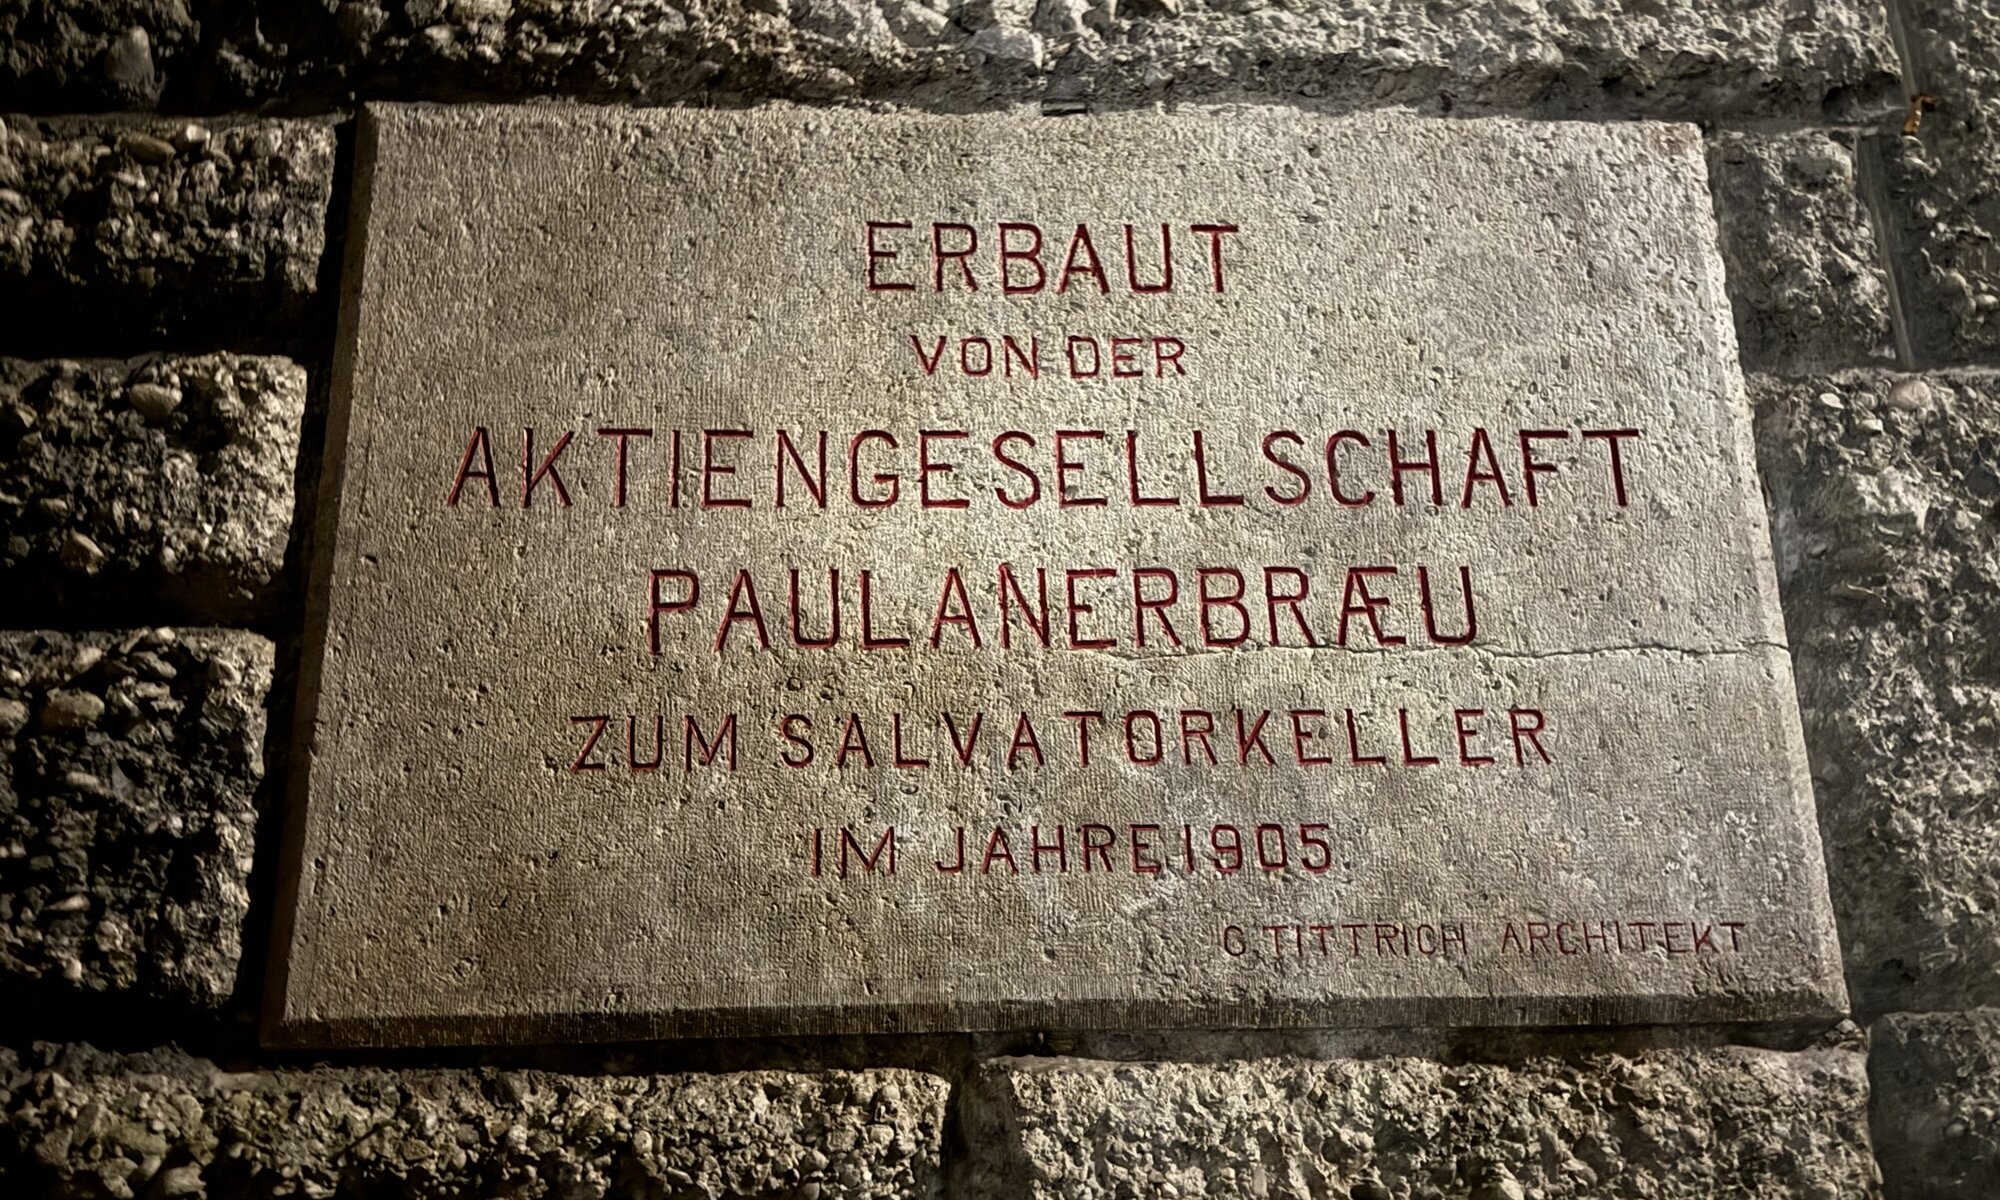 ERBAUT
VON DER
AKTIENGESELLSCHAFT
PAULANERBRÆU
ZUM SALVATORKELLER
IM JAHRE 1905
G. TITTRICH ARCHITEKT